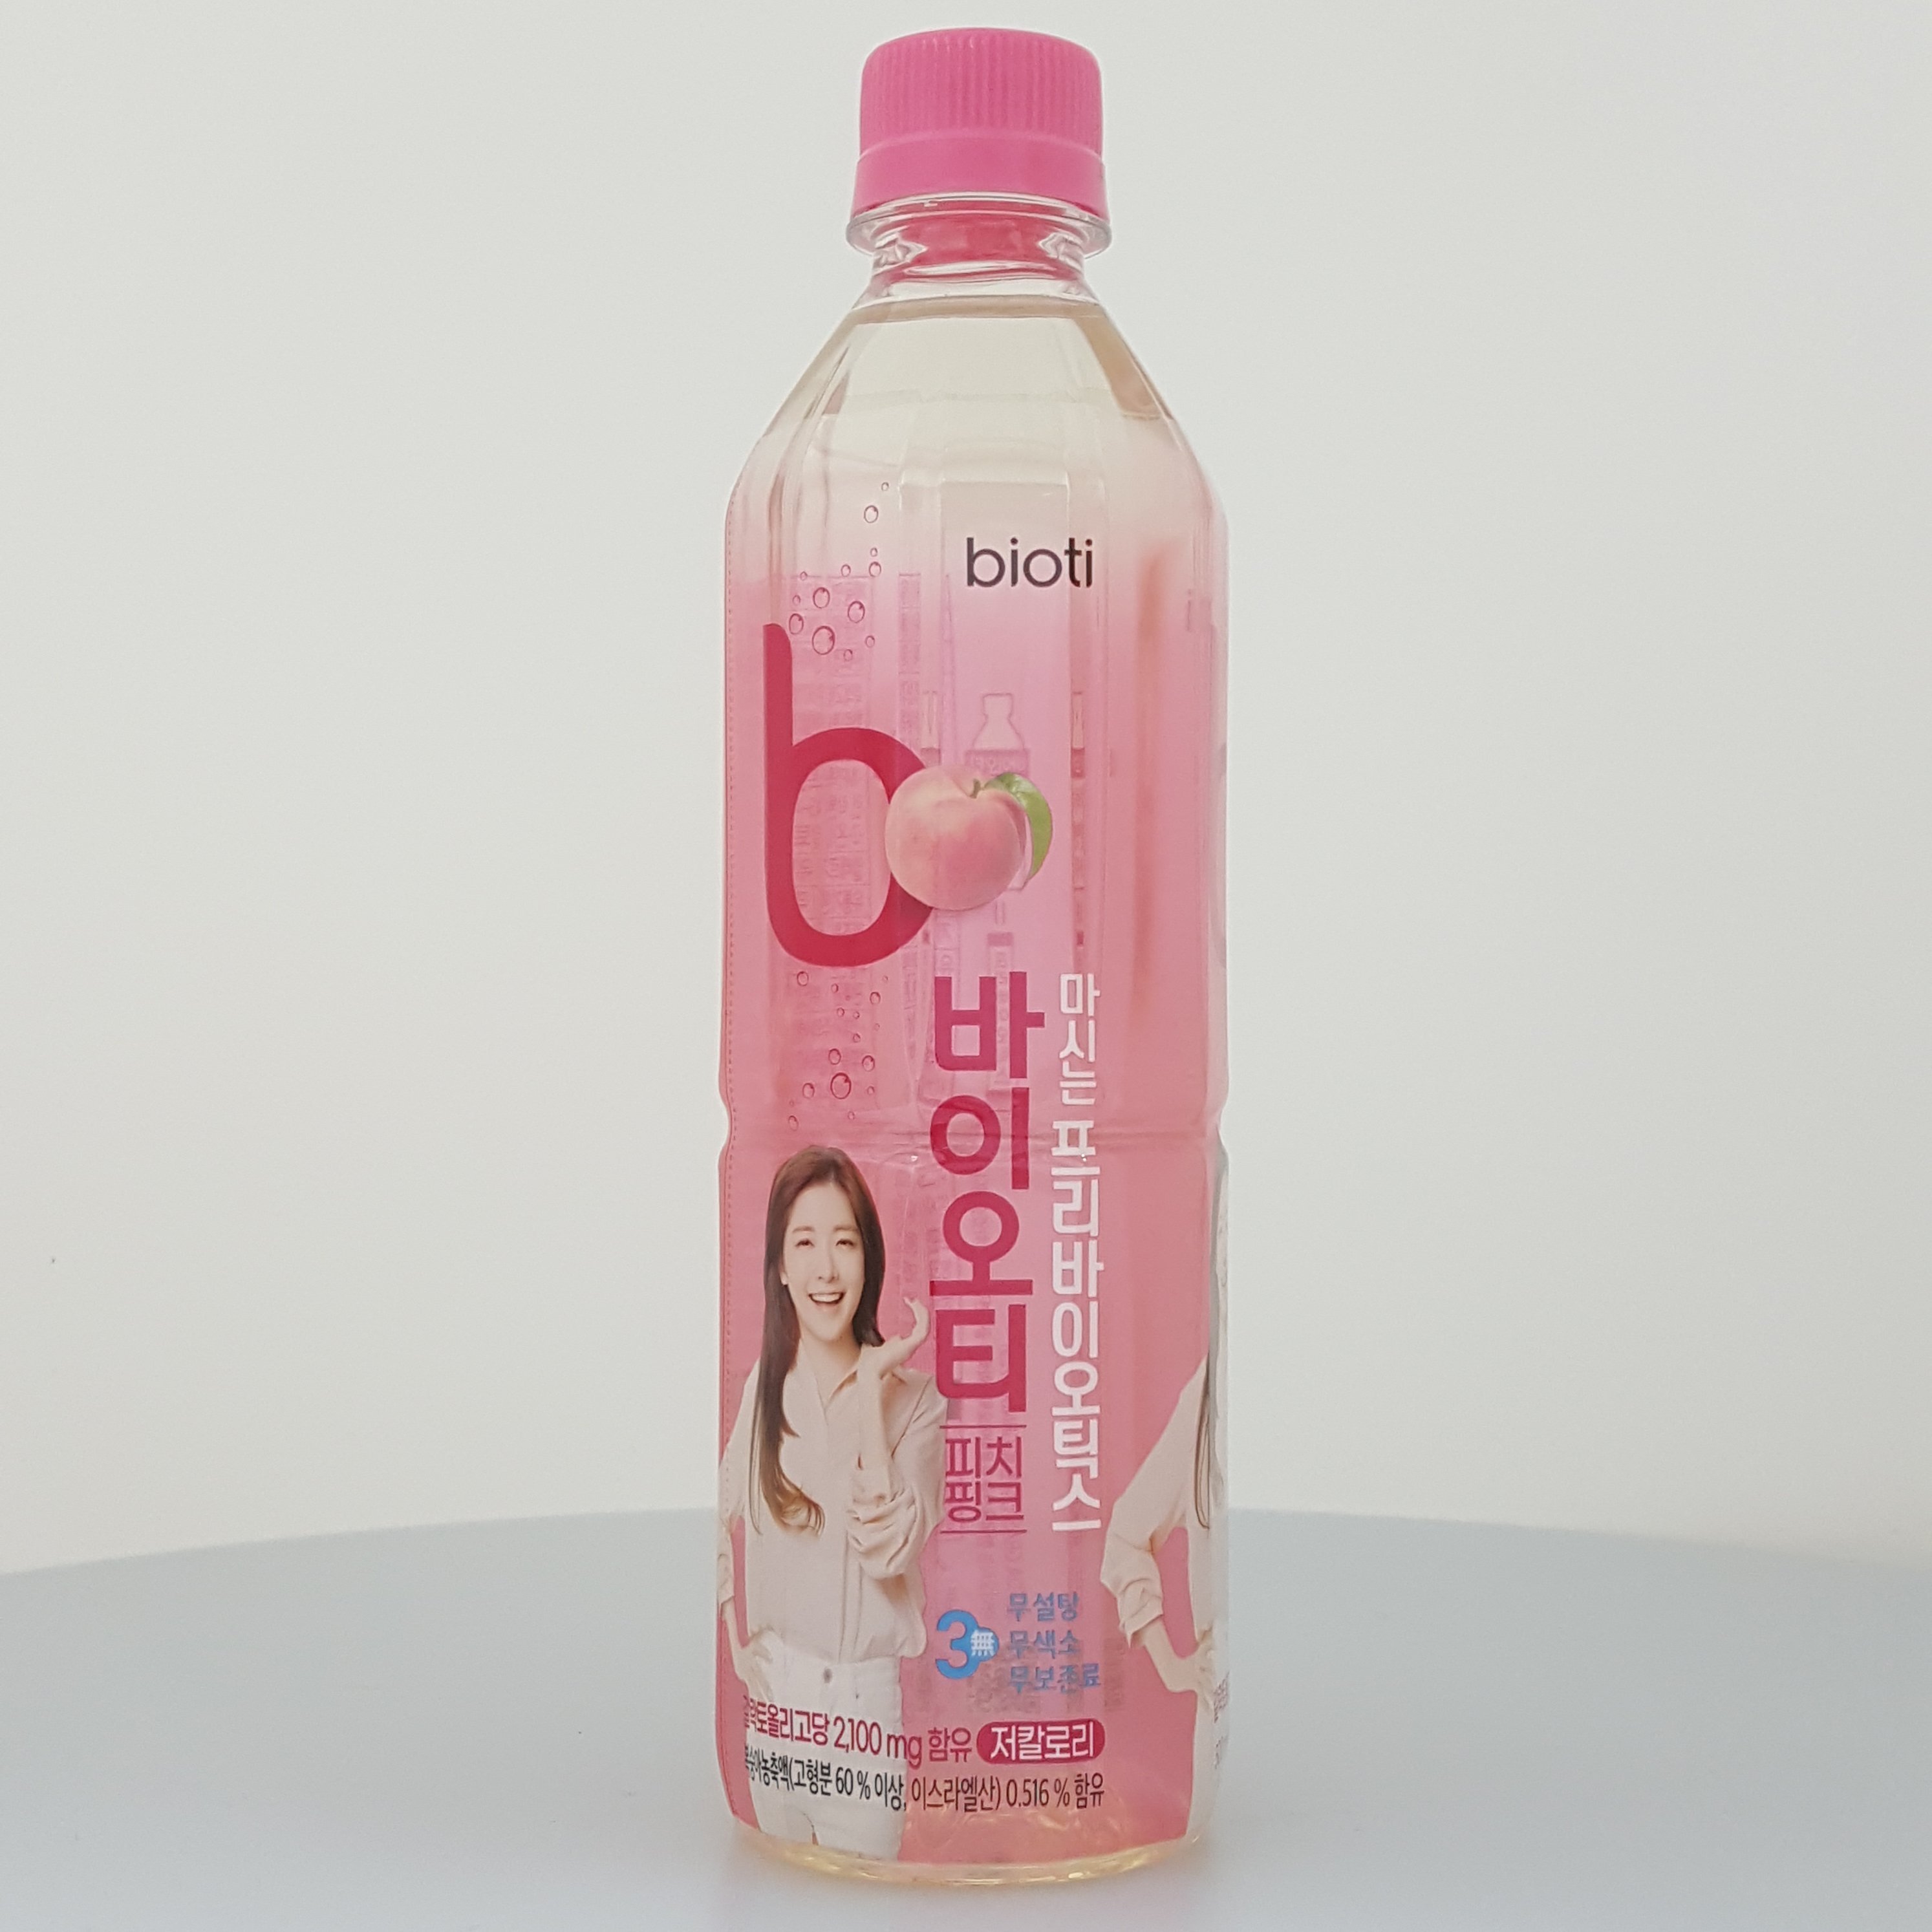 bioti
b
바이오티
마신는 프리바이오틱스
피치
핑크
3無
무설탕
무색소
무보존료
갈락토올리고당 2,100 mg 함유 저칼로리
복숭아농축액(고형분 60 % 이상, 이스라엘산) 0.516 % 함유